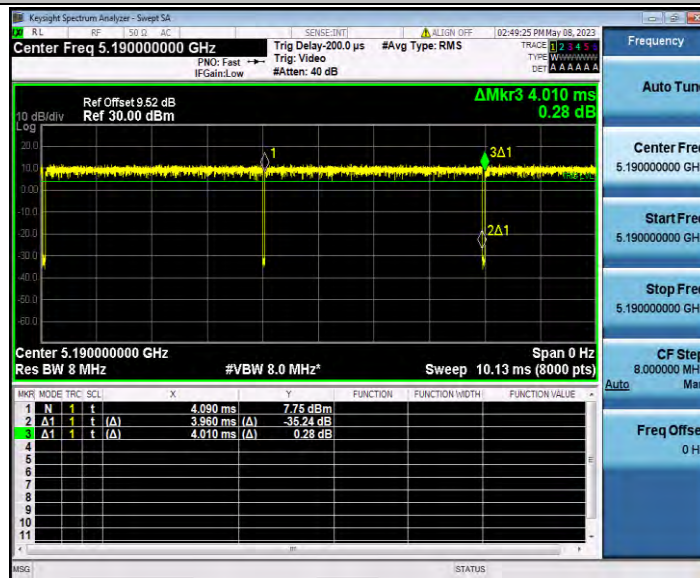 Keysight Spectrum Analyzer - Swept SA
RL RF 50 Ω AC SENSE:INT ALIGN OFF 02:49:25 PM May 08, 2023
Center Freq 5.190000000 GHz
PNO: Fast
IFGain:Low
Trig Delay-200.0 µs
Trig: Video
#Atten: 40 dB
#Avg Type: RMS
TRACE 1 2 3 4 5 6
TYPE
DET A A A A A A
Frequency
Auto Tune
ΔMkr3 4.010 ms
0.28 dB
Ref Offset 9.52 dB
10 dB/div Ref 30.00 dBm
Log
20.0
10.0
0.00
-10.0
-20.0
-30.0
-40.0
-50.0
-60.0
1
3Δ1
2Δ1
Center Freq
5.190000000 GH
Start Freq
5.190000000 GH
Stop Freq
5.190000000 GH
CF Step
8.000000 MH
Auto Man
Freq Offse
0 H
Center 5.190000000 GHz Span 0 Hz
Res BW 8 MHz #VBW 8.0 MHz* Sweep 10.13 ms (8000 pts)
MKR MODE TRC SCL X Y FUNCTION FUNCTION WIDTH FUNCTION VALUE
1 N 1 t 4.090 ms 7.75 dBm
2 Δ1 1 t (Δ) 3.960 ms (Δ) -35.24 dB
3 Δ1 1 t (Δ) 4.010 ms (Δ) 0.28 dB
4
5
6
7
8
9
10
11
MSG STATUS